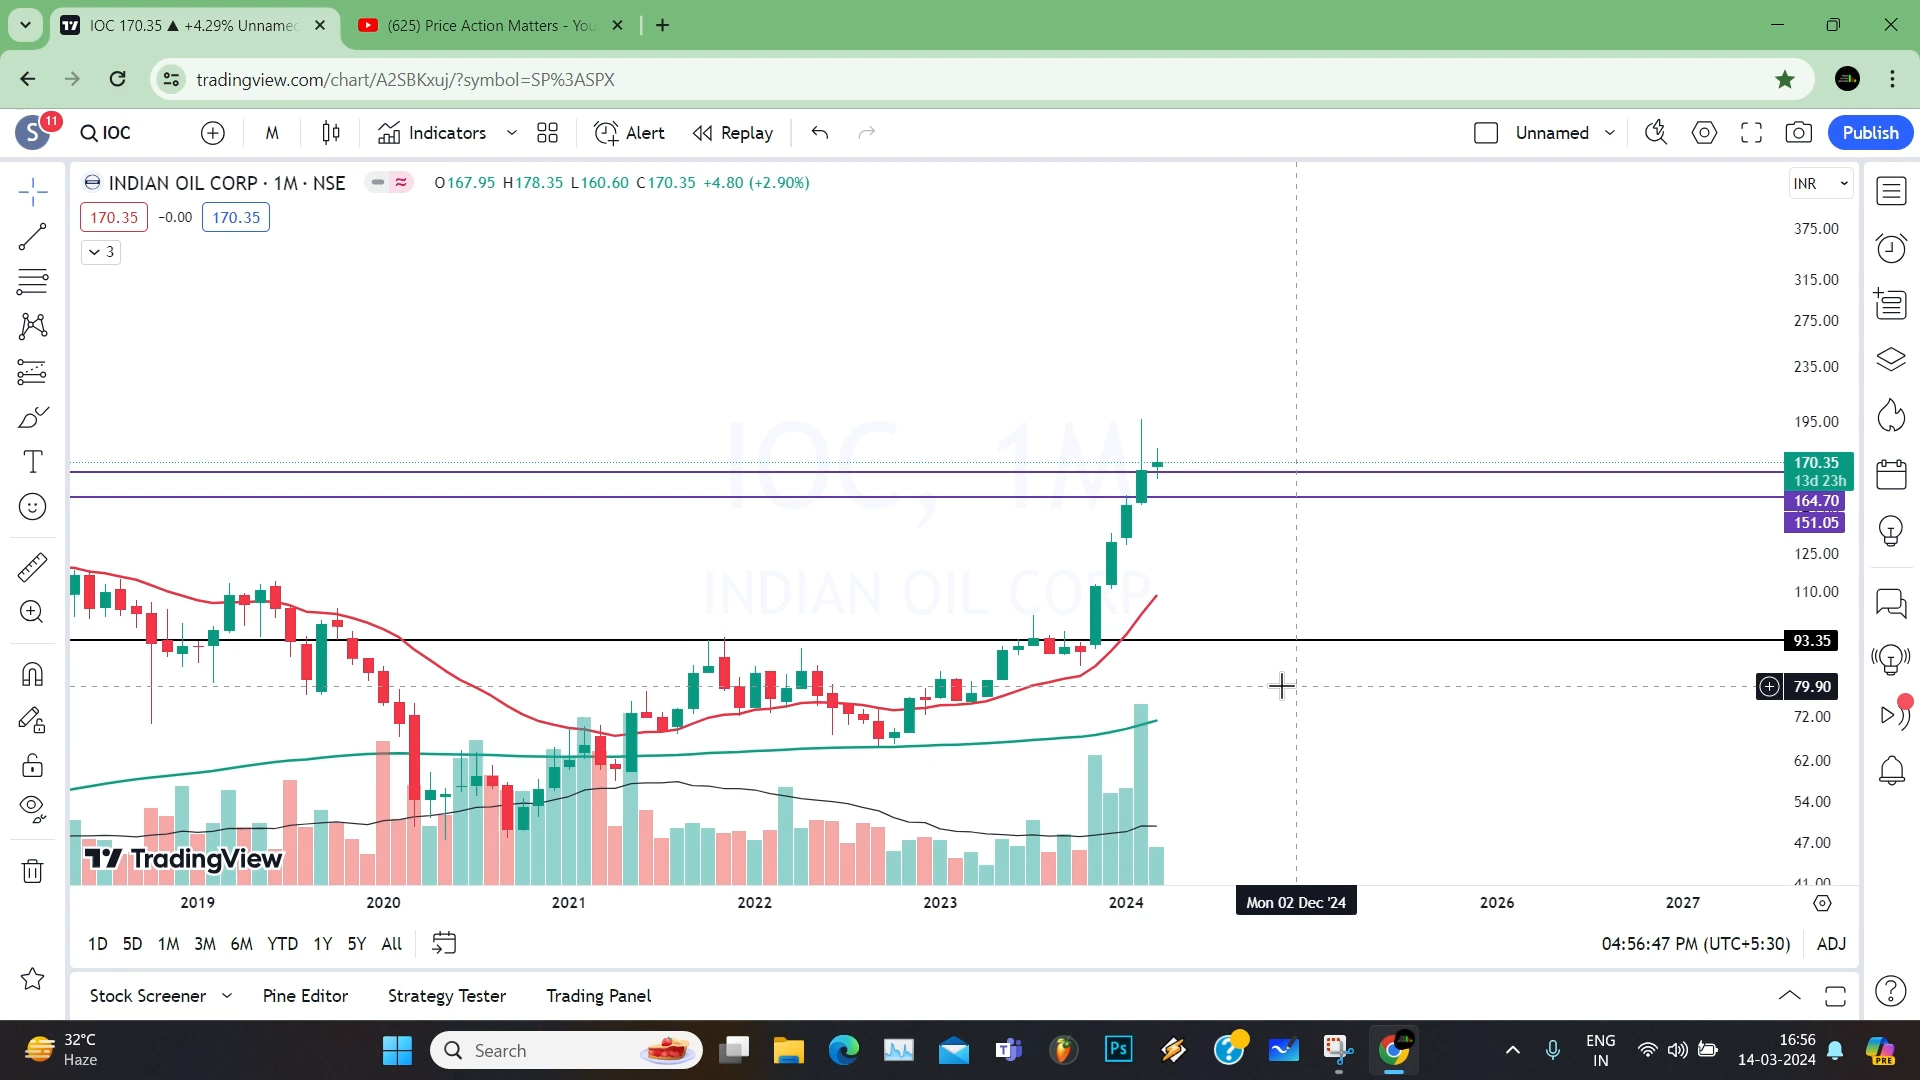 IOC 170.35 ▲ +4.29% Unnamed
(625) Price Action Matters - You
tradingview.com/chart/A2SBKxuj/?symbol=SP%3ASPX
S 11 IOC M Indicators Alert Replay Unnamed Publish
INDIAN OIL CORP · 1M · NSE O167.95 H178.35 L160.60 C170.35 +4.80 (+2.90%) INR
170.35 −0.00 170.35
3
375.00
315.00
275.00
235.00
195.00
IOC, 1M
INDIAN OIL CORP
170.35
13d 23h
164.70
151.05
125.00
110.00
93.35
79.90
72.00
62.00
54.00
47.00
41.00
TradingView
2019 2020 2021 2022 2023 2024 Mon 02 Dec '24 2026 2027
1D 5D 1M 3M 6M YTD 1Y 5Y All 04:56:47 PM (UTC+5:30) ADJ
Stock Screener Pine Editor Strategy Tester Trading Panel
32°C
Haze
Search
Ps
ENG
IN
16:56
14-03-2024
PRE